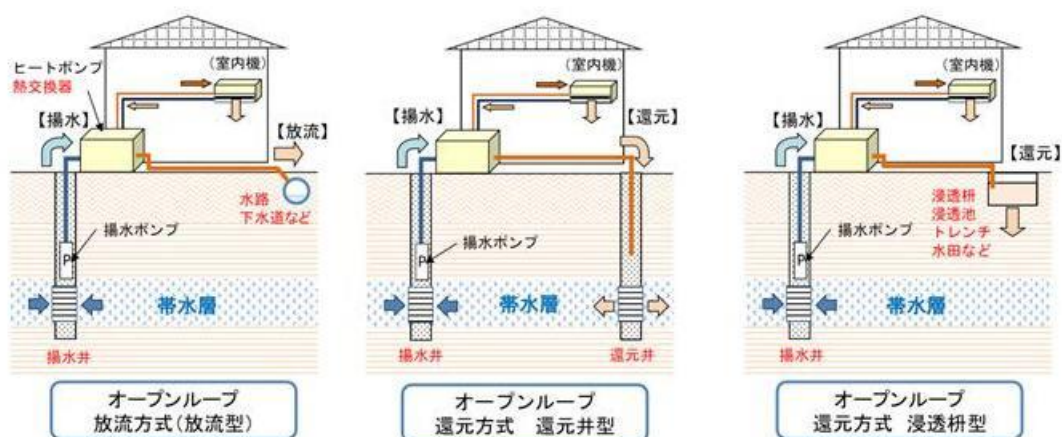 ヒートポンプ
熱交換器
(室内機)
【揚水】
【放流】
水路
下水道など
揚水ポンプ
P
帯水層
揚水井
オープンループ
放流方式(放流型)
(室内機)
【揚水】
【還元】
揚水ポンプ
P
帯水層
揚水井
還元井
オープンループ
還元方式 還元井型
(室内機)
【揚水】
【還元】
浸透枡
浸透池
トレンチ
水田など
揚水ポンプ
P
帯水層
揚水井
オープンループ
還元方式 浸透枡型